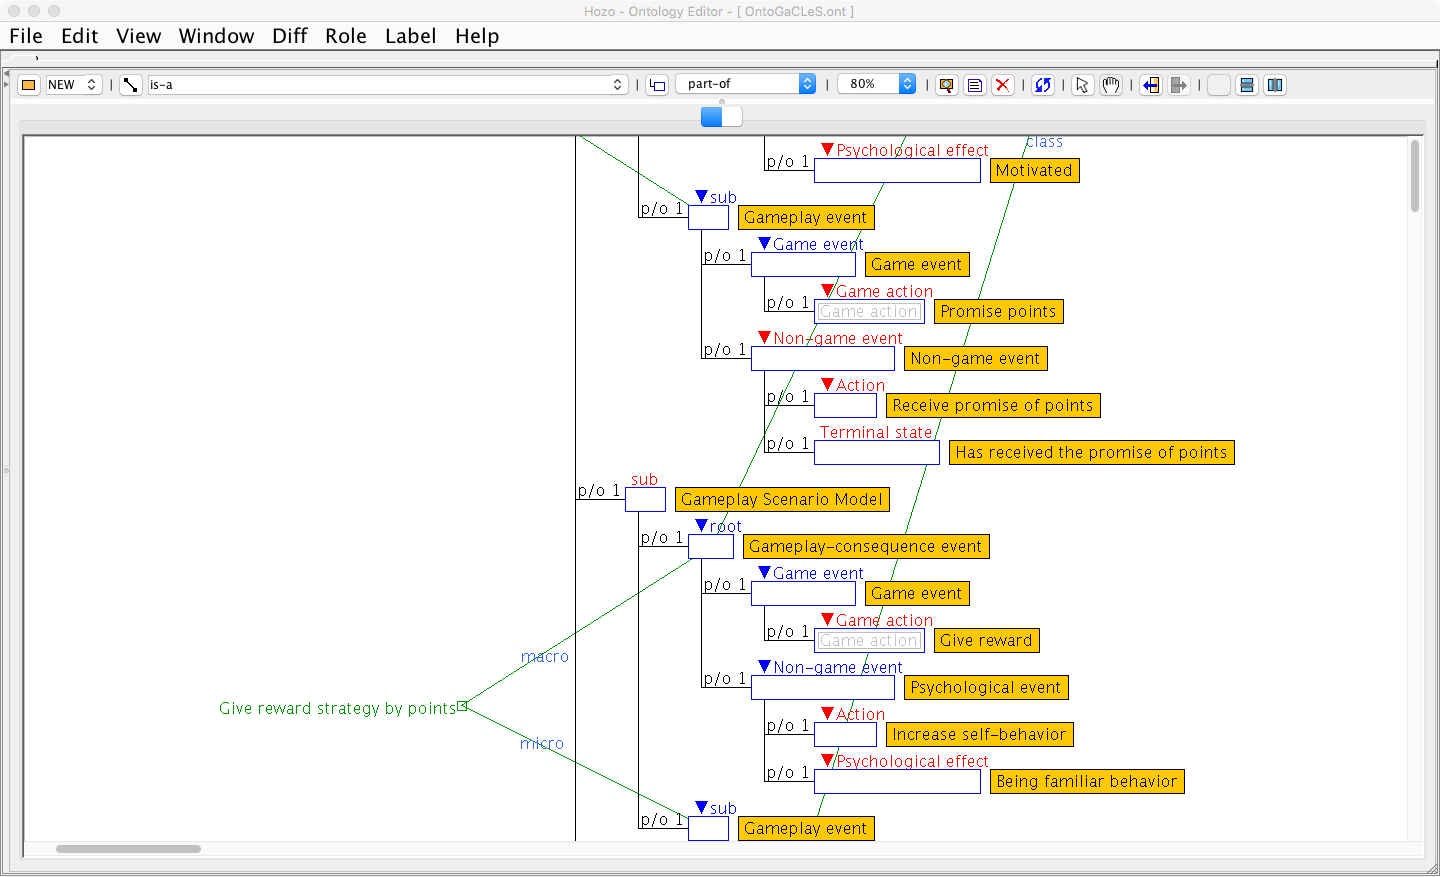 Hozo - Ontology Editor - [ OntoGaCLeS.ont ]
File Edit View Window Diff Role Label Help
NEW is-a part-of 80%
class
Psychological effect
p/o 1 Motivated
sub
p/o 1 Gameplay event
Game event
p/o 1 Game event
Game action
p/o 1 Game action Promise points
Non-game event
p/o 1 Non-game event
Action
p/o 1 Receive promise of points
Terminal state
p/o 1 Has received the promise of points
sub
p/o 1 Gameplay Scenario Model
root
p/o 1 Gameplay-consequence event
Game event
p/o 1 Game event
Game action
p/o 1 Game action Give reward
macro
Non-game event
p/o 1 Psychological event
Give reward strategy by points
Action
p/o 1 Increase self-behavior
micro
Psychological effect
p/o 1 Being familiar behavior
sub
p/o 1 Gameplay event